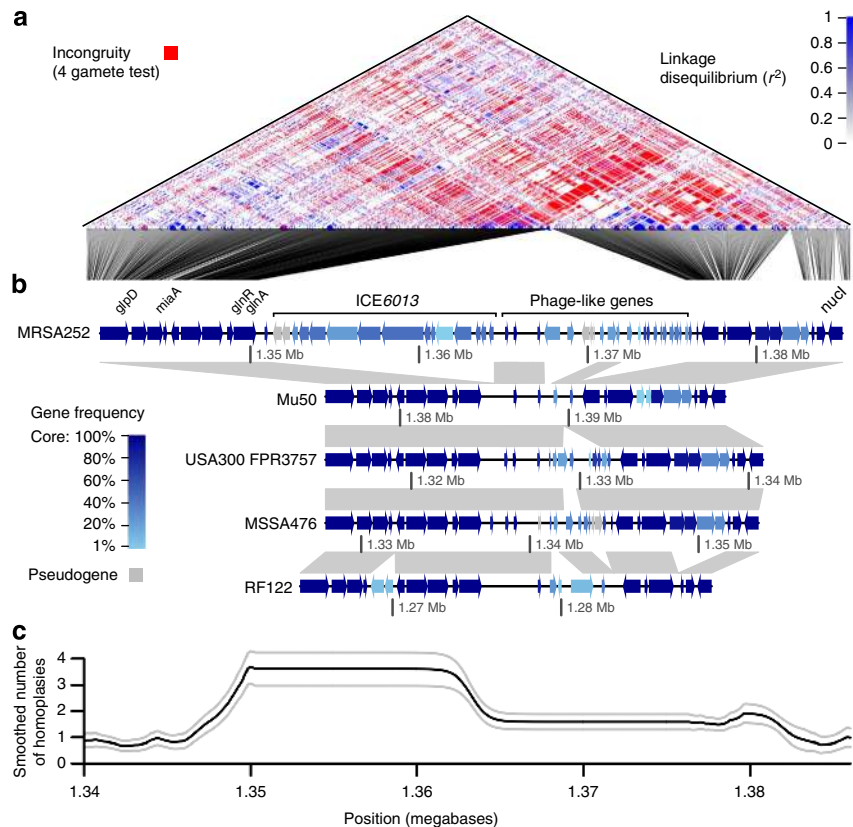 a
Incongruity
(4 gamete test)
Linkage
disequilibrium (r²)
1
0.8
0.6
0.4
0.2
0
b
glpD
miaA
glnR
glnA
ICE6013
Phage-like genes
nucI
MRSA252
1.35 Mb
1.36 Mb
1.37 Mb
1.38 Mb
Mu50
1.38 Mb
1.39 Mb
Gene frequency
Core: 100%
80%
60%
40%
20%
1%
Pseudogene
USA300 FPR3757
1.32 Mb
1.33 Mb
1.34 Mb
MSSA476
1.33 Mb
1.34 Mb
1.35 Mb
RF122
1.27 Mb
1.28 Mb
c
Smoothed number
of homoplasies
4
3
2
1
0
1.34
1.35
1.36
1.37
1.38
Position (megabases)